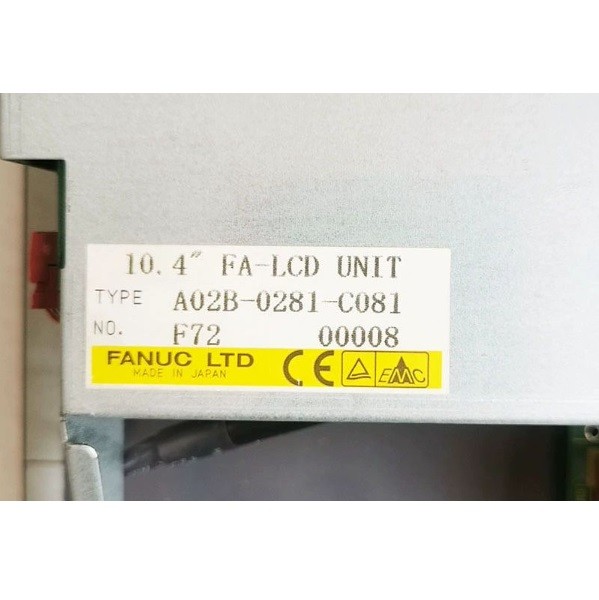 10.4″ FA-LCD UNIT
TYPE A02B-0281-C081
NO. F72 00008
FANUC LTD CE EMC
MADE IN JAPAN